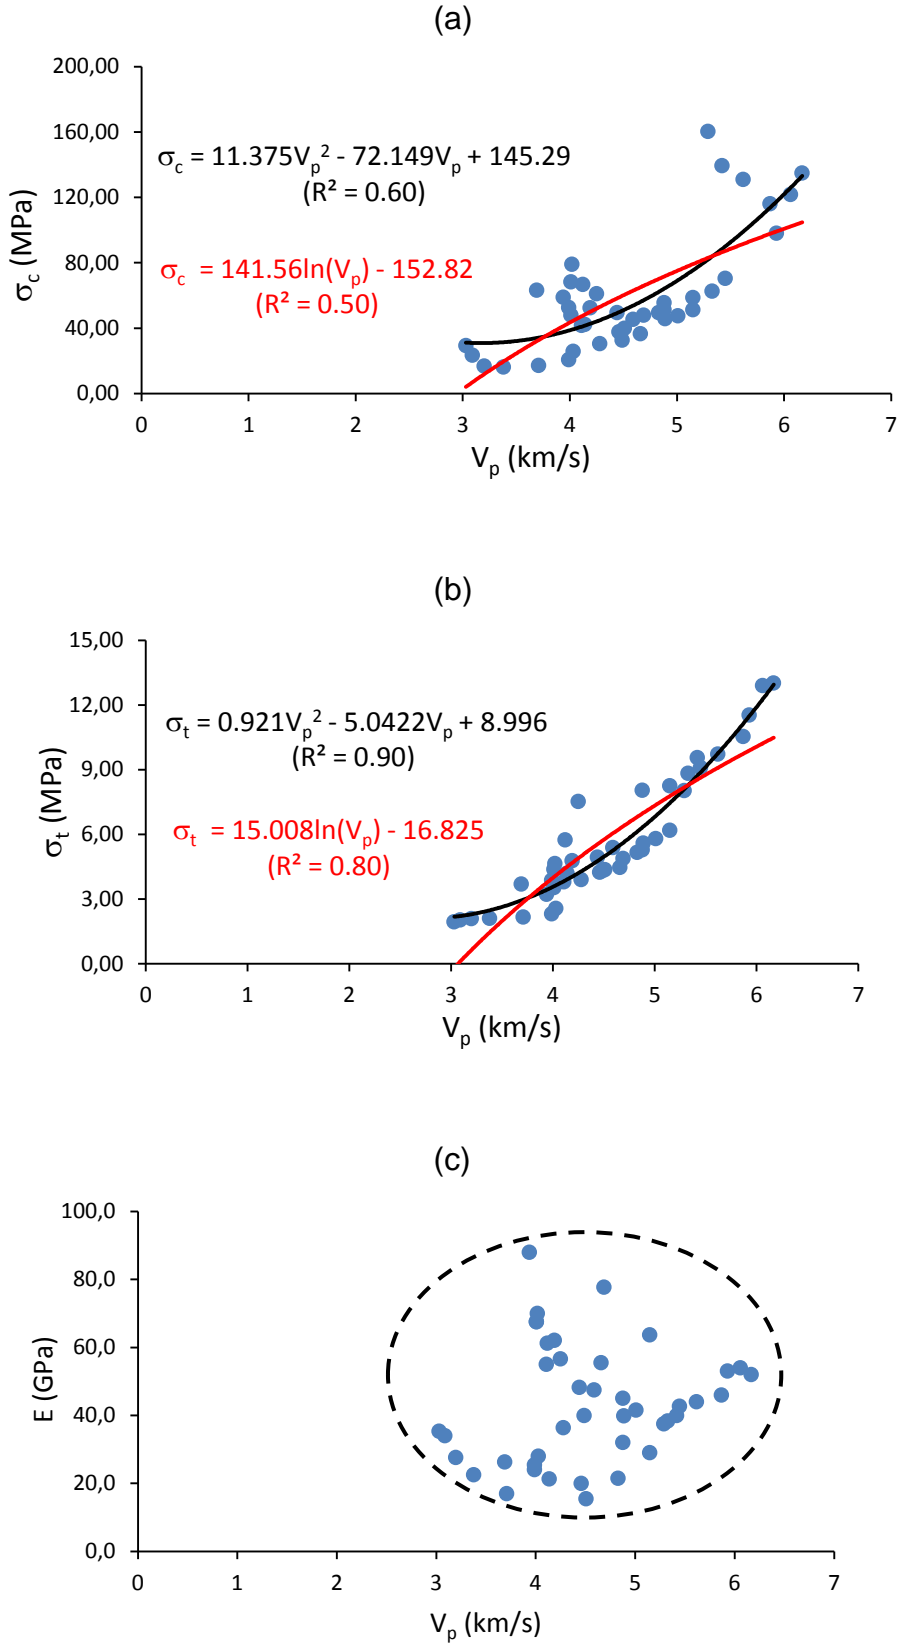 (a)
200,00
160,00
120,00
80,00
40,00
0,00
σc (MPa)
σc = 11.375Vp² - 72.149Vp + 145.29
(R² = 0.60)
σc = 141.56ln(Vp) - 152.82
(R² = 0.50)
0 1 2 3 4 5 6 7
Vp (km/s)
(b)
15,00
12,00
9,00
6,00
3,00
0,00
σt (MPa)
σt = 0.921Vp² - 5.0422Vp + 8.996
(R² = 0.90)
σt = 15.008ln(Vp) - 16.825
(R² = 0.80)
0 1 2 3 4 5 6 7
Vp (km/s)
(c)
100,0
80,0
60,0
40,0
20,0
0,0
E (GPa)
0 1 2 3 4 5 6 7
Vp (km/s)